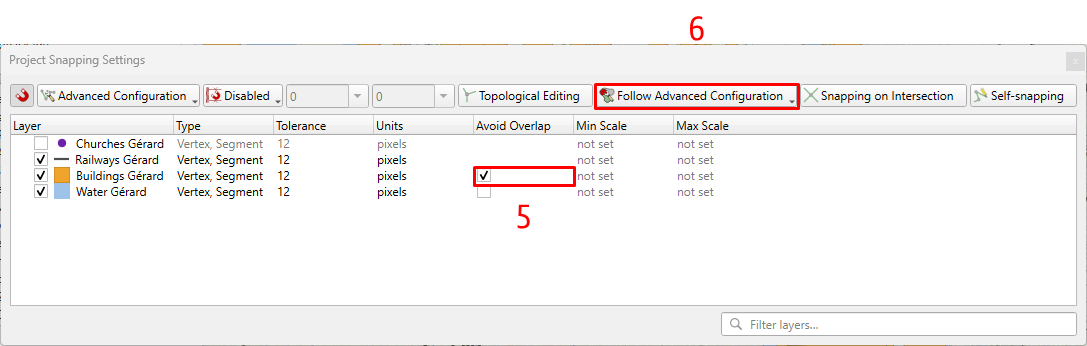 6
Project Snapping Settings
Advanced Configuration Disabled 0 0 Topological Editing Follow Advanced Configuration Snapping on Intersection Self-snapping
Layer Type Tolerance Units Avoid Overlap Min Scale Max Scale
Churches Gérard Vertex, Segment 12 pixels not set not set
Railways Gérard Vertex, Segment 12 pixels not set not set
Buildings Gérard Vertex, Segment 12 pixels not set not set
Water Gérard Vertex, Segment 12 pixels not set not set
5
Filter layers...